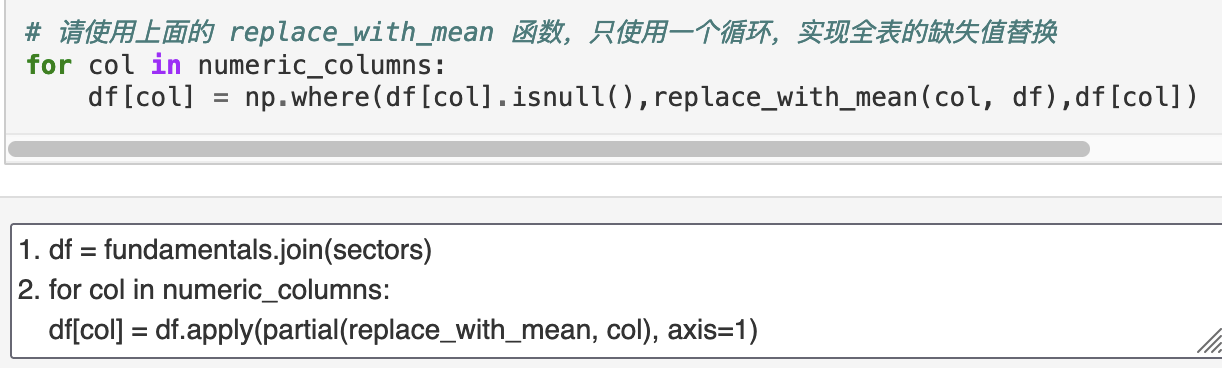 # 请使用上面的 replace_with_mean 函数，只使用一个循环，实现全表的缺失值替换
for col in numeric_columns:
    df[col] = np.where(df[col].isnull(),replace_with_mean(col, df),df[col])
1. df = fundamentals.join(sectors)
2. for col in numeric_columns:
    df[col] = df.apply(partial(replace_with_mean, col), axis=1)